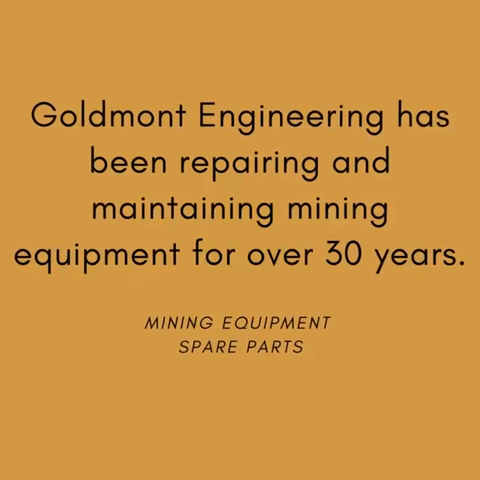 Goldmont Engineering has
been repairing and
maintaining mining
equipment for over 30 years.
MINING EQUIPMENT
SPARE PARTS